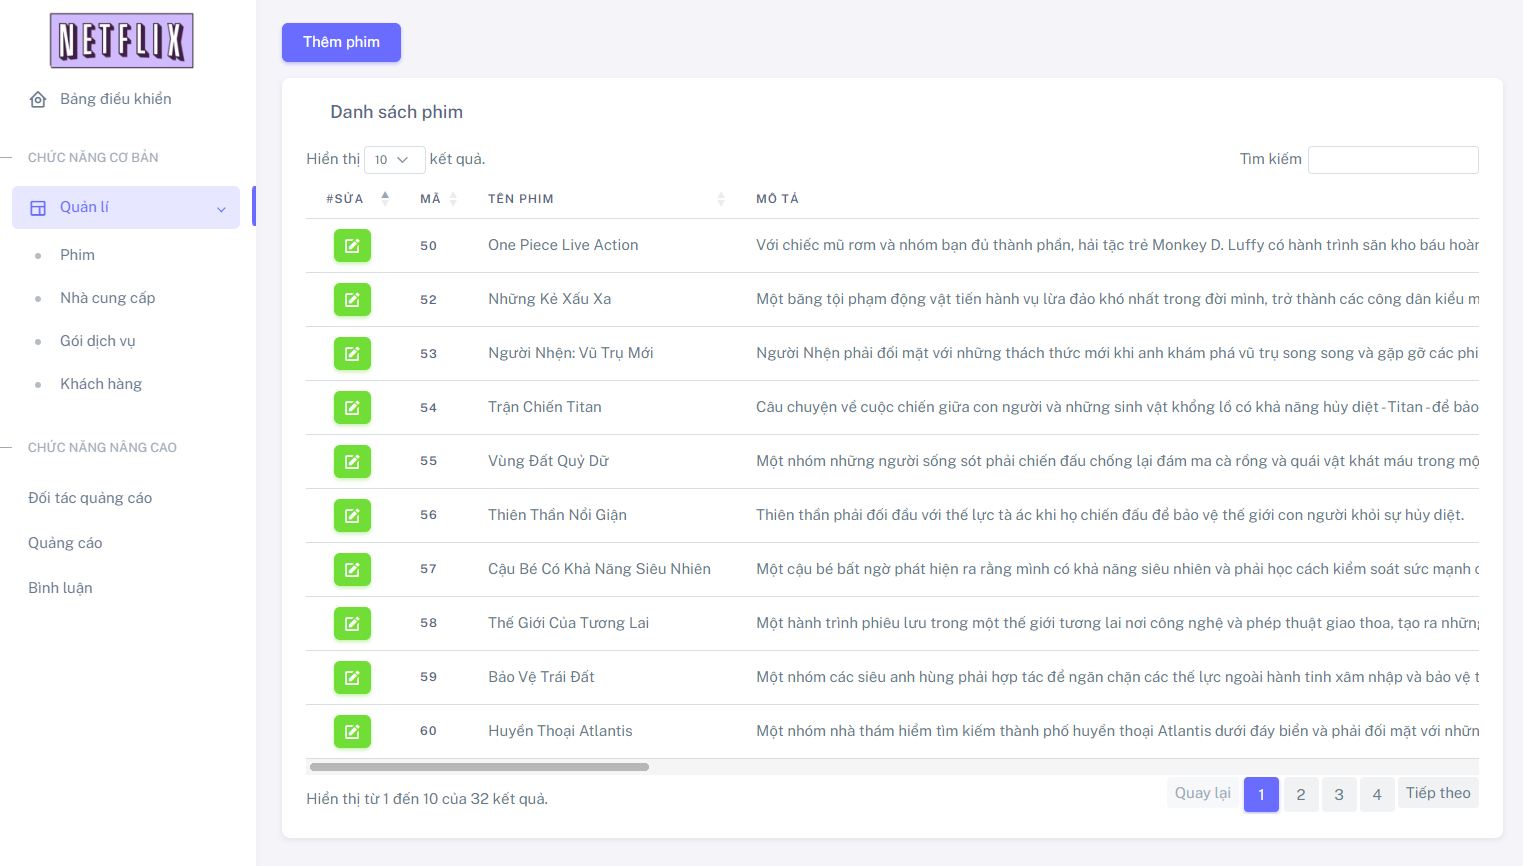 NETFLIX
Bảng điều khiển
CHỨC NĂNG CƠ BẢN
Quản lí
Phim
Nhà cung cấp
Gói dịch vụ
Khách hàng
CHỨC NĂNG NÂNG CAO
Đối tác quảng cáo
Quảng cáo
Bình luận
Thêm phim
Danh sách phim
Hiển thị 10 kết quả.
Tìm kiếm
#SỬA MÃ TÊN PHIM MÔ TẢ
50 One Piece Live Action Với chiếc mũ rơm và nhóm bạn đủ thành phần, hải tặc trẻ Monkey D. Luffy có hành trình săn kho báu hoàn
52 Những Kẻ Xấu Xa Một băng tội phạm động vật tiến hành vụ lừa đảo khó nhất trong đời mình, trở thành các công dân kiểu m
53 Người Nhện: Vũ Trụ Mới Người Nhện phải đối mặt với những thách thức mới khi anh khám phá vũ trụ song song và gặp gỡ các phi
54 Trận Chiến Titan Câu chuyện về cuộc chiến giữa con người và những sinh vật khổng lồ có khả năng hủy diệt - Titan - để bảo
55 Vùng Đất Quỷ Dữ Một nhóm những người sống sót phải chiến đấu chống lại đám ma cà rồng và quái vật khát máu trong mộ
56 Thiên Thần Nổi Giận Thiên thần phải đối đầu với thế lực tà ác khi họ chiến đấu để bảo vệ thế giới con người khỏi sự hủy diệt.
57 Cậu Bé Có Khả Năng Siêu Nhiên Một cậu bé bất ngờ phát hiện ra rằng mình có khả năng siêu nhiên và phải học cách kiểm soát sức mạnh c
58 Thế Giới Của Tương Lai Một hành trình phiêu lưu trong một thế giới tương lai nơi công nghệ và phép thuật giao thoa, tạo ra những
59 Bảo Vệ Trái Đất Một nhóm các siêu anh hùng phải hợp tác để ngăn chặn các thế lực ngoài hành tinh xâm nhập và bảo vệ t
60 Huyền Thoại Atlantis Một nhóm nhà thám hiểm tìm kiếm thành phố huyền thoại Atlantis dưới đáy biển và phải đối mặt với nhữn
Hiển thị từ 1 đến 10 của 32 kết quả.
Quay lại 1 2 3 4 Tiếp theo